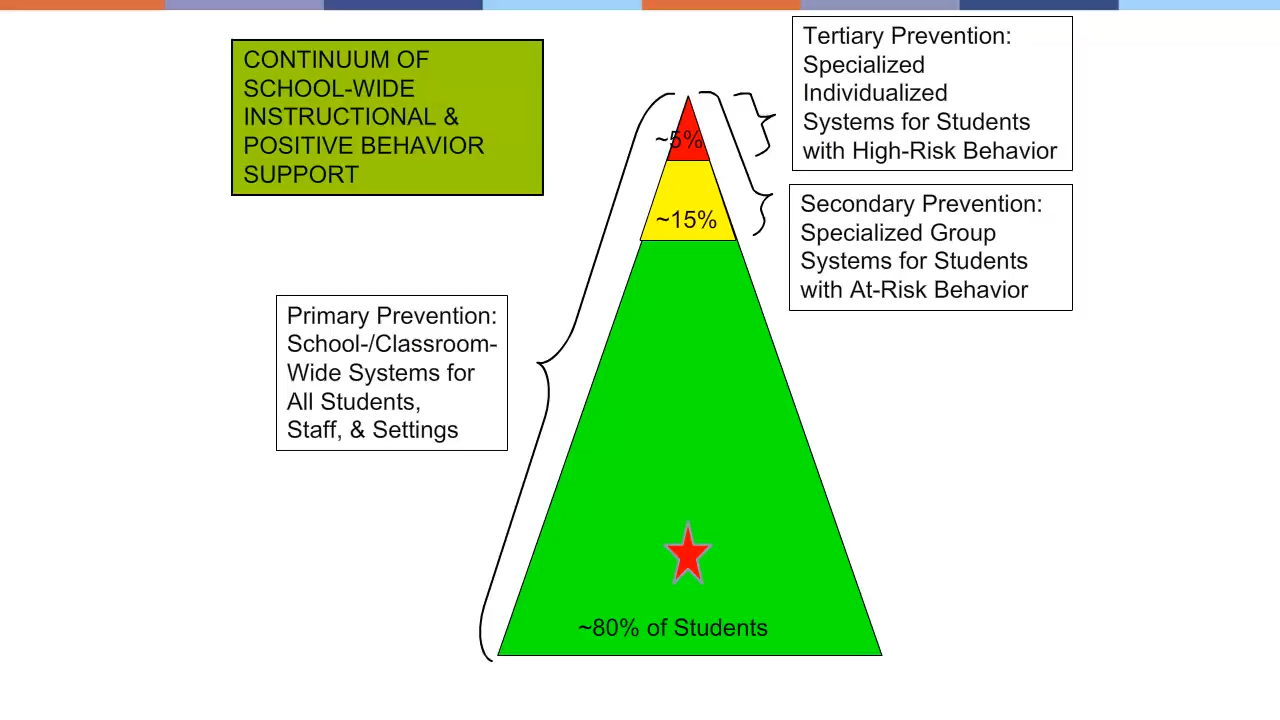 CONTINUUM OF
SCHOOL-WIDE
INSTRUCTIONAL &
POSITIVE BEHAVIOR
SUPPORT
Tertiary Prevention:
Specialized
Individualized
Systems for Students
with High-Risk Behavior
~5%
Secondary Prevention:
Specialized Group
Systems for Students
with At-Risk Behavior
~15%
Primary Prevention:
School-/Classroom-
Wide Systems for
All Students,
Staff, & Settings
~80% of Students